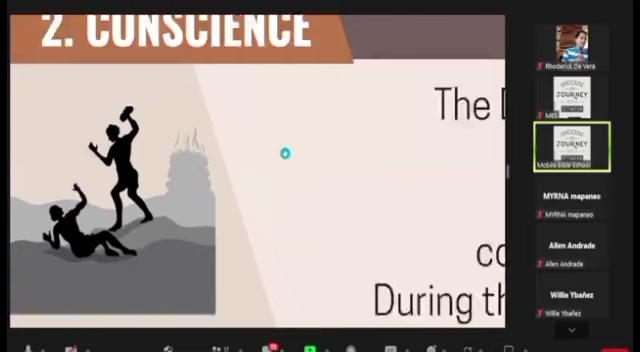 2. CONSCIENCE
The D
co
During th
Rhoderick De Vera
JOURNEY
JOURNEY
Mobile Bible School
MYRNA mapanao
MYRNA mapanao
Allen Andrade
Allen Andrade
Willie Ybañez
Willie Ybañez